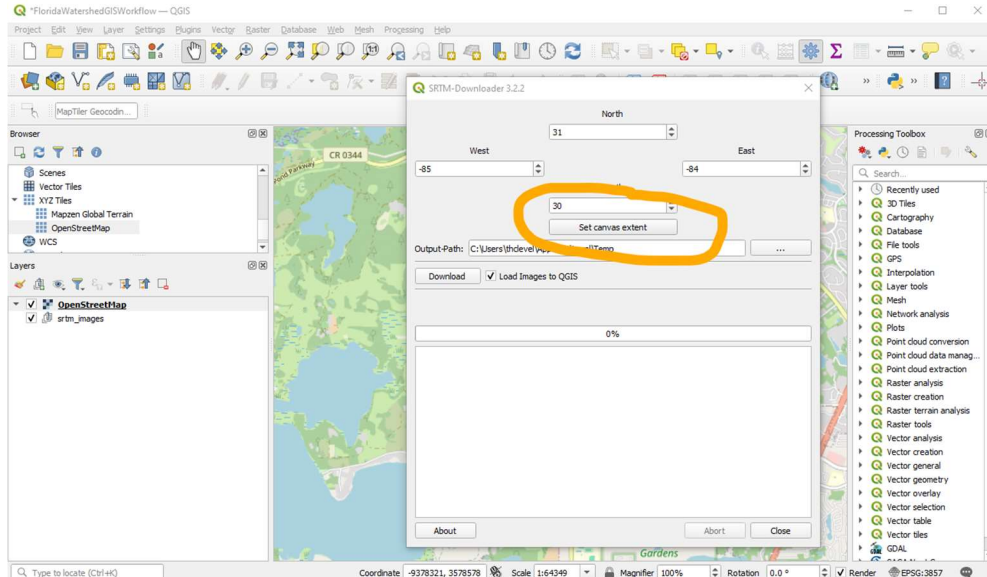 *FloridaWatershedGISWorkflow — QGIS
Project Edit View Layer Settings Plugins Vector Raster Database Web Mesh Processing Help
MapTiler Geocodin...
Browser
Scenes
Vector Tiles
XYZ Tiles
Mapzen Global Terrain
OpenStreetMap
WCS
Layers
OpenStreetMap
srtm_images
CR 0344
Gardens
SRTM-Downloader 3.2.2
North
31
West
East
-85
-84
30
Set canvas extent
Output-Path: C:\Users\thdevel\
...
Download
Load Images to QGIS
0%
About
Abort
Close
Processing Toolbox
Search...
Recently used
3D Tiles
Cartography
Database
File tools
GPS
Interpolation
Layer tools
Mesh
Network analysis
Plots
Point cloud conversion
Point cloud data manag...
Point cloud extraction
Raster analysis
Raster creation
Raster terrain analysis
Raster tools
Vector analysis
Vector creation
Vector general
Vector geometry
Vector overlay
Vector selection
Vector table
Vector tiles
GDAL
Type to locate (Ctrl+K)
Coordinate -9378321, 3578578 Scale 1:64349 Magnifier 100% Rotation 0.0 ° Render EPSG:3857